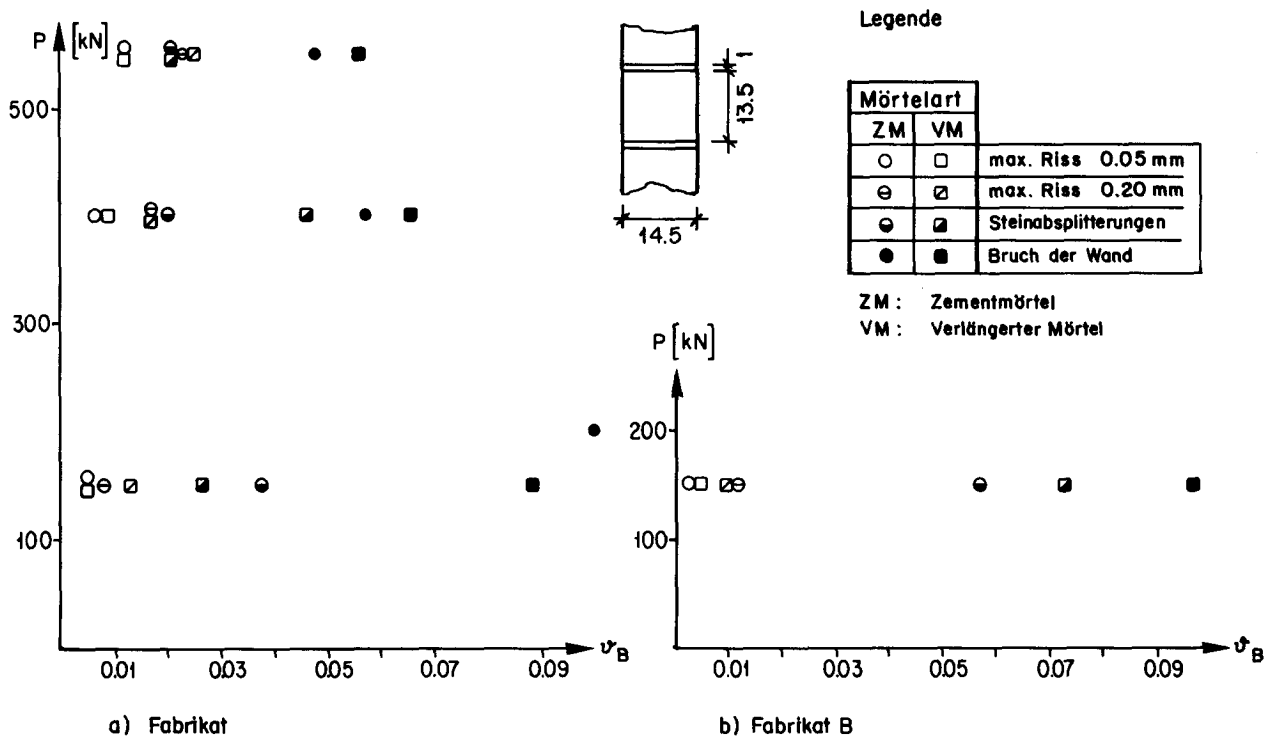 P [kN]
500
300
100
0.01 0.03 0.05 0.07 0.09 ϑB
a) Fabrikat
1
13.5
14.5
Legende
Mörtelart
ZM VM
max. Riss 0.05 mm
max. Riss 0.20 mm
Steinabsplitterungen
Bruch der Wand
ZM : Zementmörtel
VM : Verlängerter Mörtel
P [kN]
200
100
0.01 0.03 0.05 0.07 0.09 ϑB
b) Fabrikat B